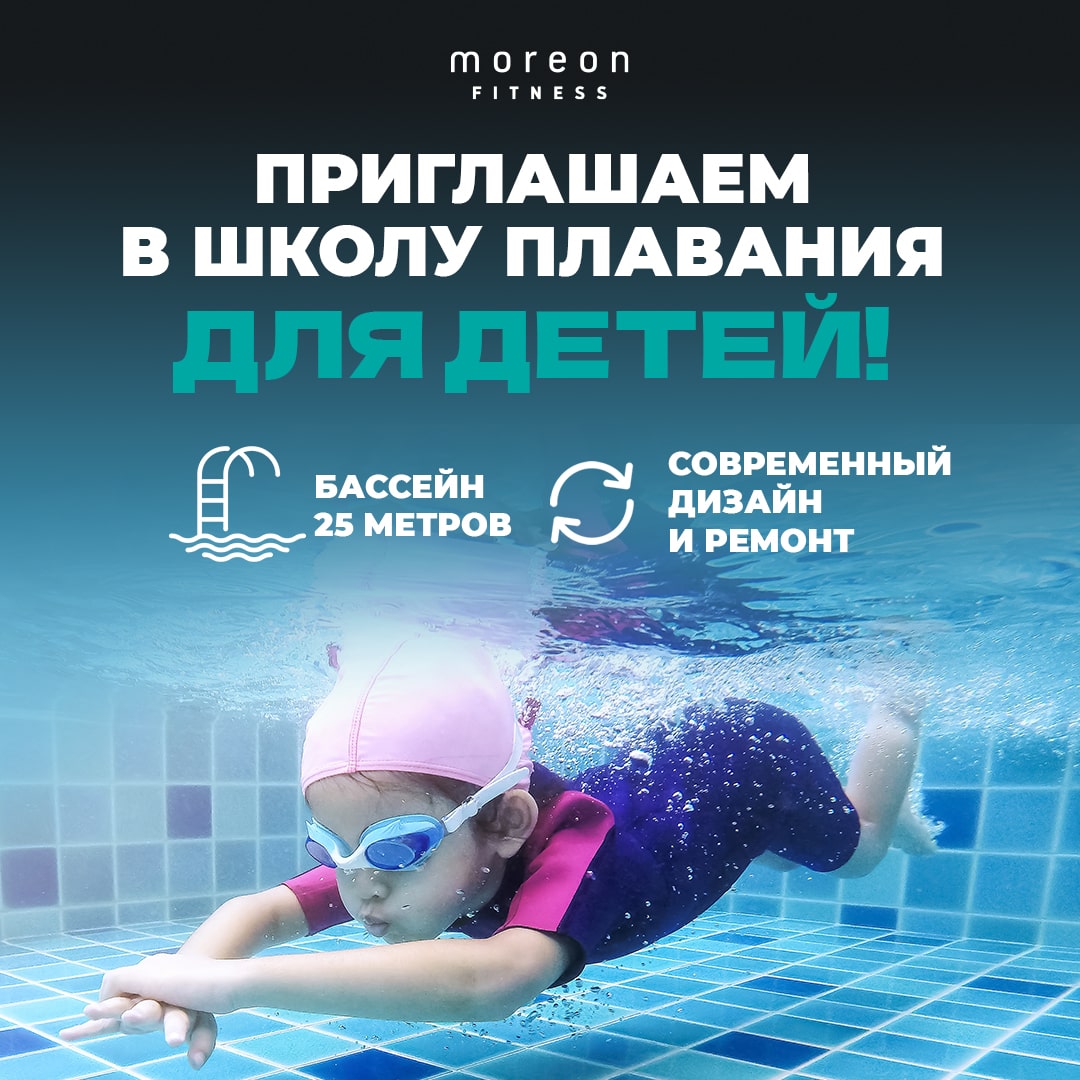 moreon
FITNESS
ПРИГЛАШАЕМ
В ШКОЛУ ПЛАВАНИЯ
ДЛЯ ДЕТЕЙ!
БАССЕЙН
25 МЕТРОВ
СОВРЕМЕННЫЙ
ДИЗАЙН
И РЕМОНТ